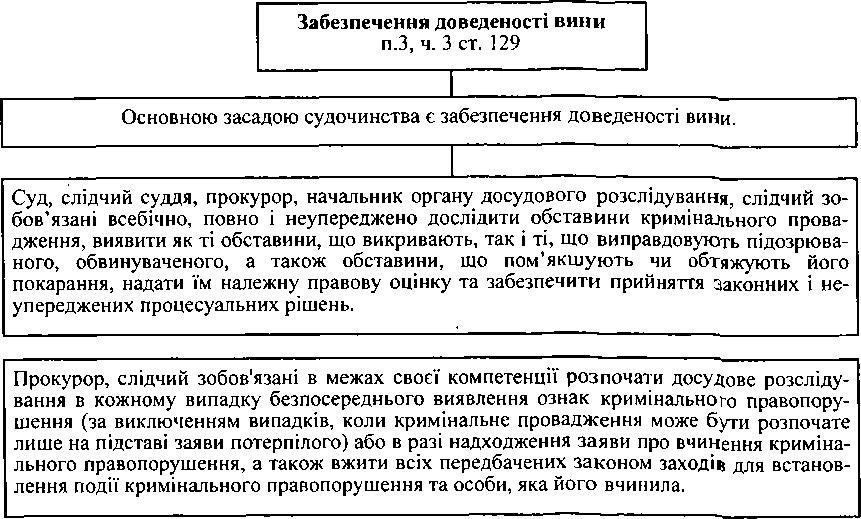 Забезпечення доведеності вини
п.3, ч. 3 ст. 129
Основною засадою судочинства є забезпечення доведеності вини.
Суд, слідчий суддя, прокурор, начальник органу досудового розслідування, слідчий зо-
бов’язані всебічно, повно і неупереджено дослідити обставини кримінального прова-
дження, виявити як ті обставини, що викривають, так і ті, що виправдовують підозрюва-
ного, обвинуваченого, а також обставини, що пом’якшують чи обтяжують його
покарання, надати їм належну правову оцінку та забезпечити прийняття законних і не-
упереджених процесуальних рішень.
Прокурор, слідчий зобов'язані в межах своєї компетенції розпочати досудове розсліду-
вання в кожному випадку безпосереднього виявлення ознак кримінального правопору-
шення (за виключенням випадків, коли кримінальне провадження може бути розпочате
лише на підставі заяви потерпілого) або в разі надходження заяви про вчинення криміна-
льного правопорушення, а також вжити всіх передбачених законом заходів для встанов-
лення події кримінального правопорушення та особи, яка його вчинила.